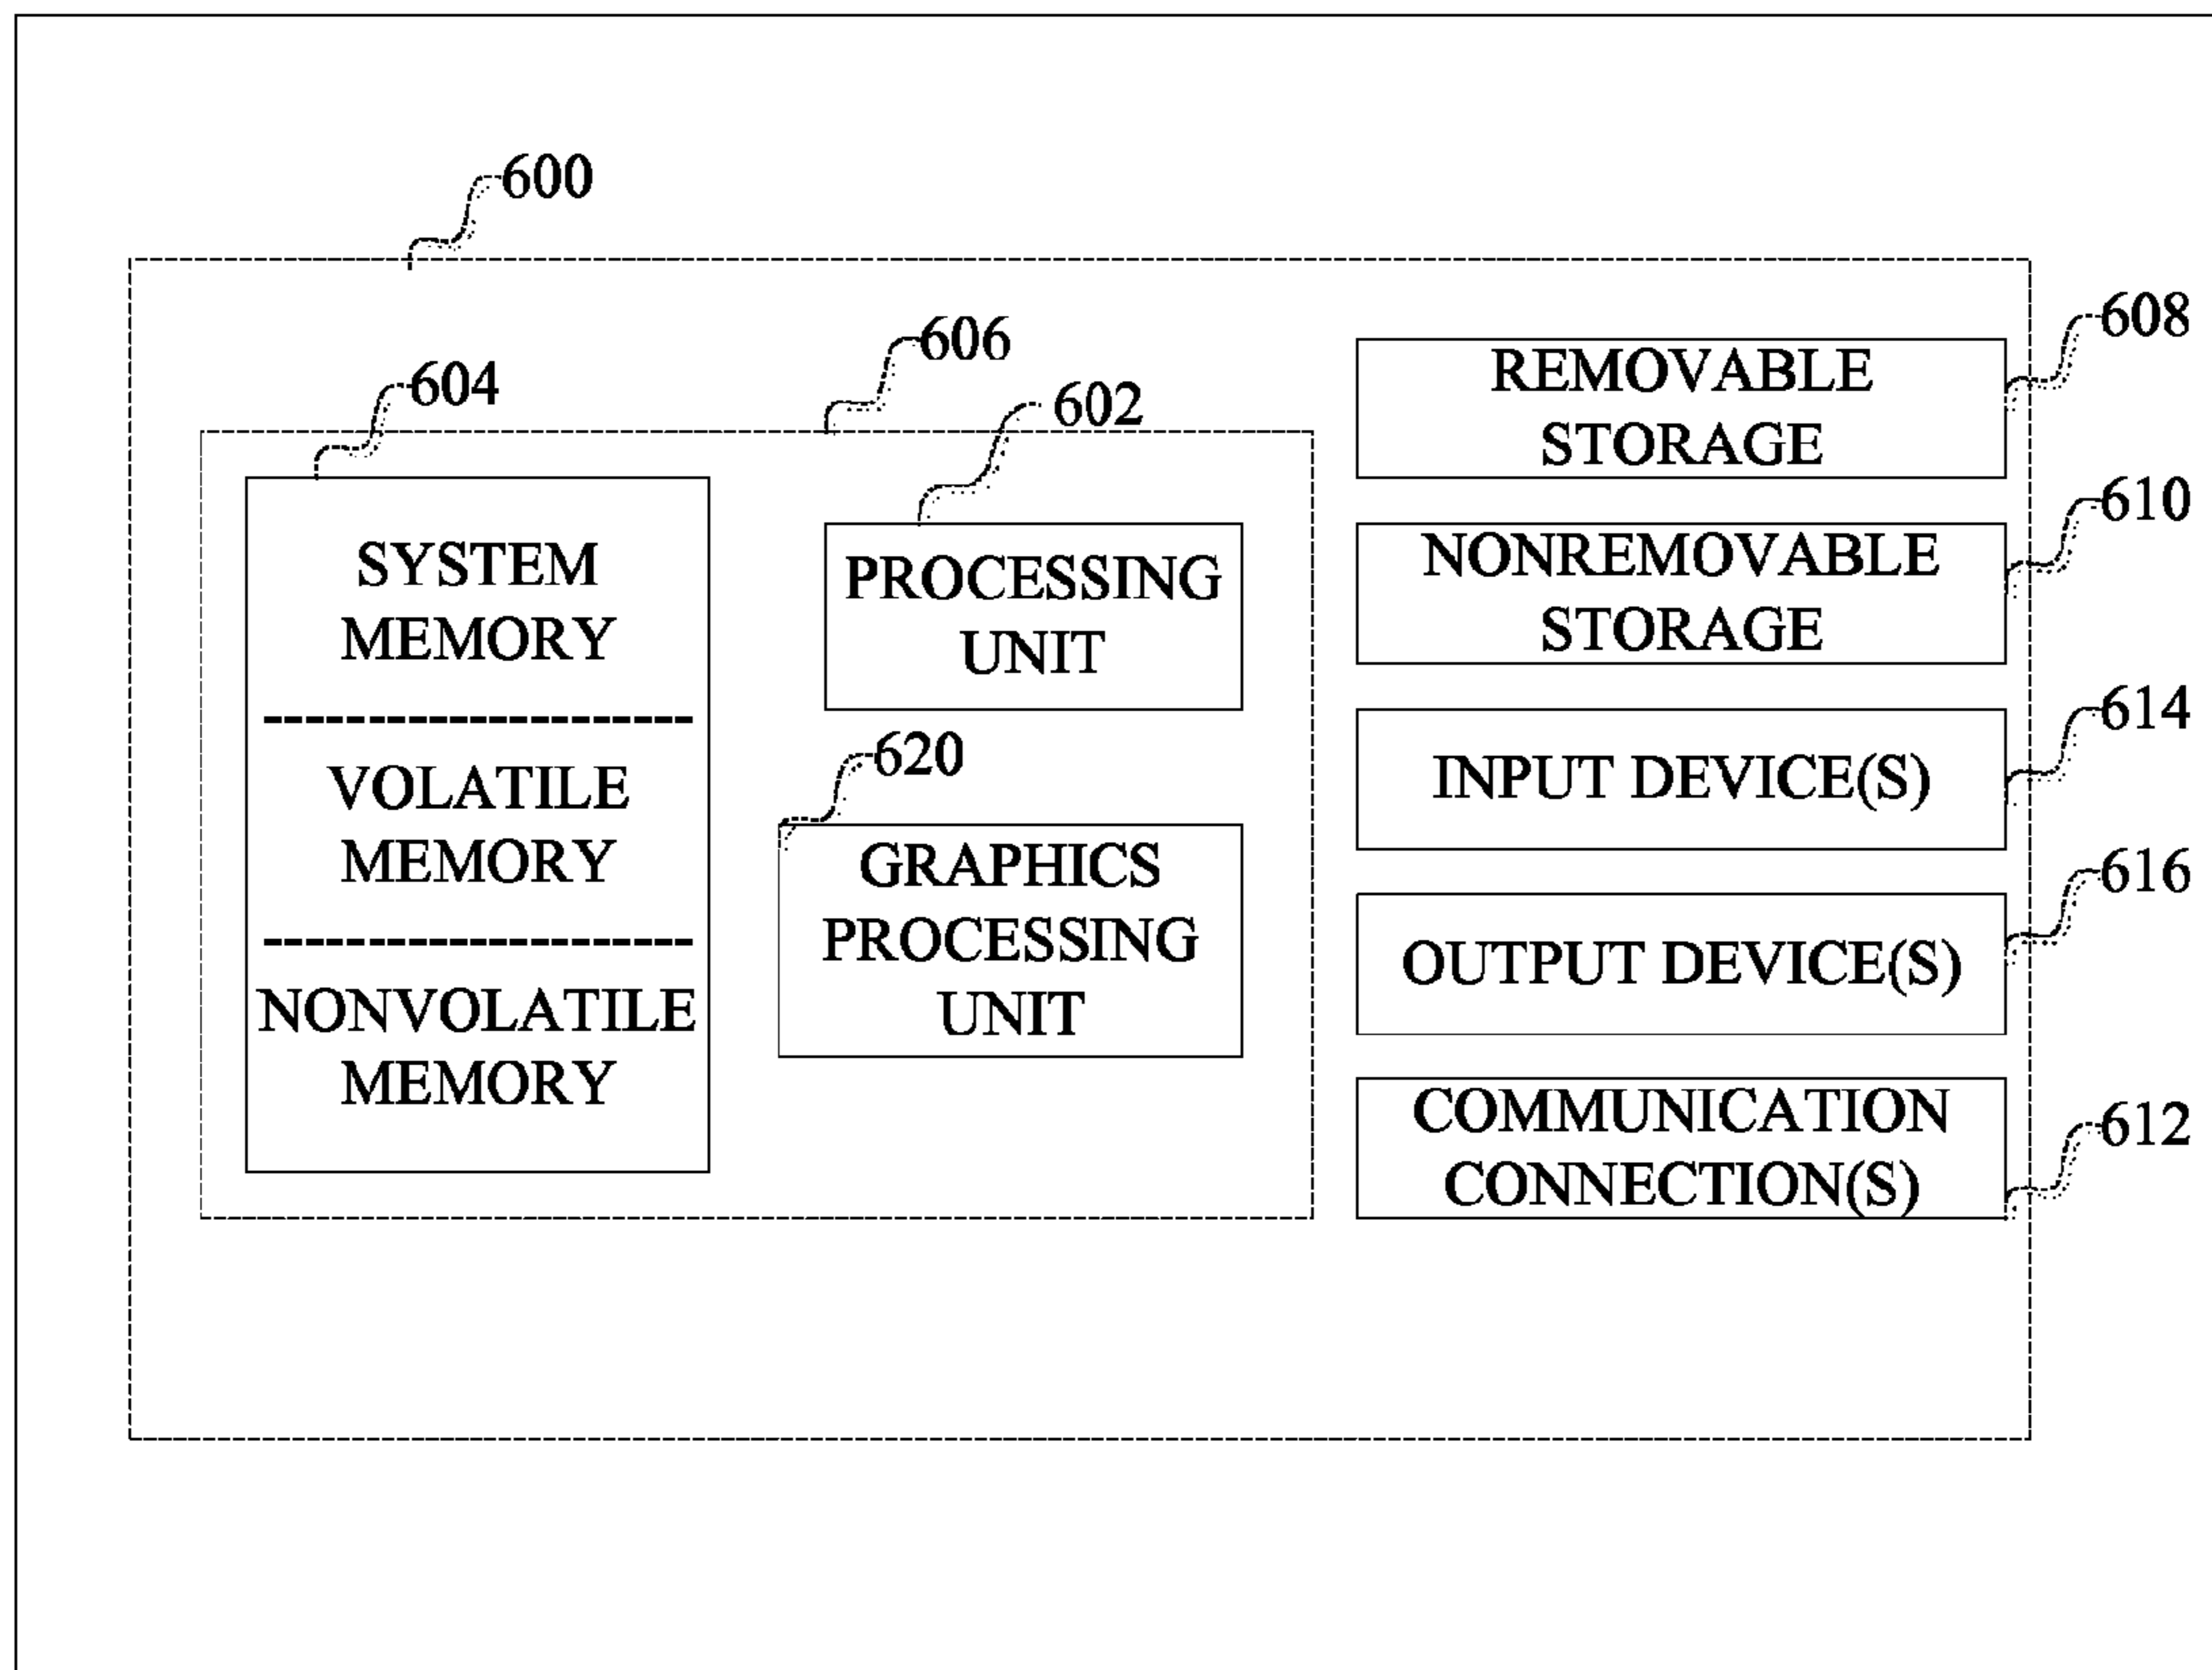 600
606
604
602
SYSTEM
MEMORY
VOLATILE
MEMORY
NONVOLATILE
MEMORY
PROCESSING
UNIT
620
GRAPHICS
PROCESSING
UNIT
608
REMOVABLE
STORAGE
610
NONREMOVABLE
STORAGE
614
INPUT DEVICE(S)
616
OUTPUT DEVICE(S)
612
COMMUNICATION
CONNECTION(S)